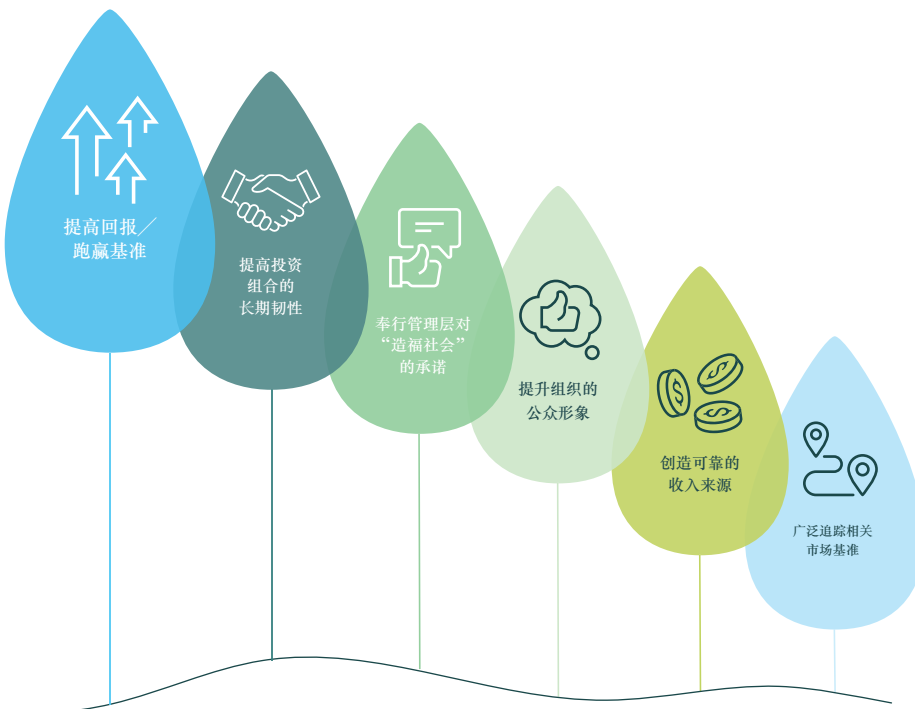 提高回报／
跑赢基准
提高投资
组合的
长期韧性
奉行管理层对
“造福社会”
的承诺
提升组织的
公众形象
创造可靠的
收入来源
广泛追踪相关
市场基准